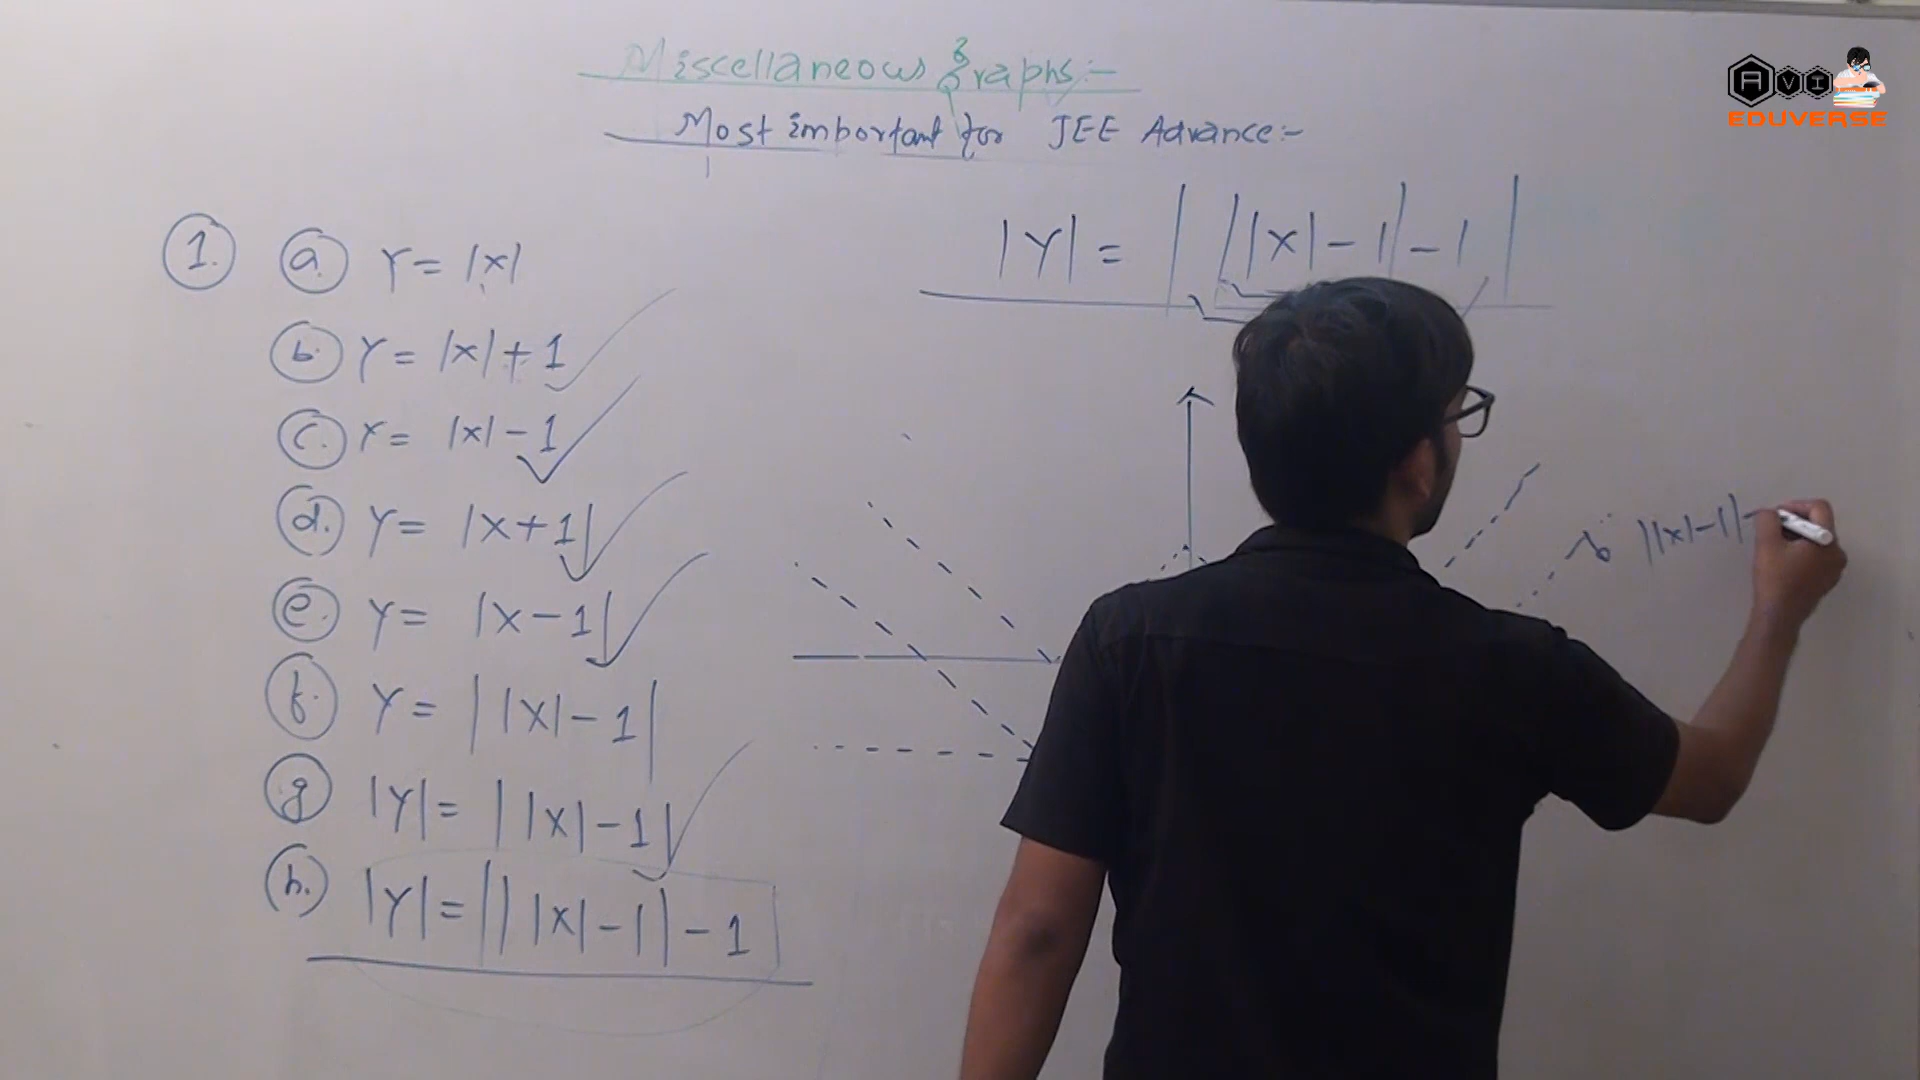 Miscellaneous Graphs:-
Most important for JEE Advance:-
AVI
EDUVERSE
1. a. Y = |x|
b. Y = |x| + 1
c. Y = |x| - 1
d. Y = |x+1|
e. Y = |x-1|
f. Y = | |x| - 1 |
g |Y| = | |x| - 1 |
h. |Y| = | | |x| - 1 | - 1
|Y| = | | |x| - 1 | - 1 |
||x|-1|-